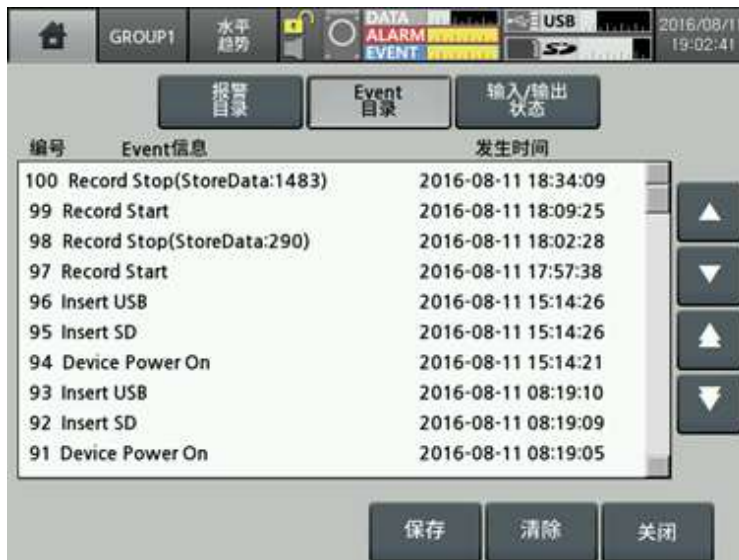 GROUP1
水平
趋势
DATA
ALARM
EVENT
USB
SD
2016/08/11
19:02:41
报警
目录
Event
目录
输入/输出
状态
编号 Event信息 发生时间
100 Record Stop(StoreData:1483) 2016-08-11 18:34:09
99 Record Start 2016-08-11 18:09:25
98 Record Stop(StoreData:290) 2016-08-11 18:02:28
97 Record Start 2016-08-11 17:57:38
96 Insert USB 2016-08-11 15:14:26
95 Insert SD 2016-08-11 15:14:26
94 Device Power On 2016-08-11 15:14:21
93 Insert USB 2016-08-11 08:19:10
92 Insert SD 2016-08-11 08:19:09
91 Device Power On 2016-08-11 08:19:05
保存
清除
关闭